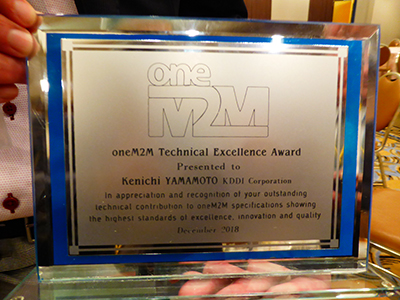 one
M2M
oneM2M Technical Excellence Award
Presented to
Kenichi YAMAMOTO KDDI Corporation
In appreciation and recognition of your outstanding
technical contribution to oneM2M specifications showing
the highest standards of excellence, innovation and quality
December 2018